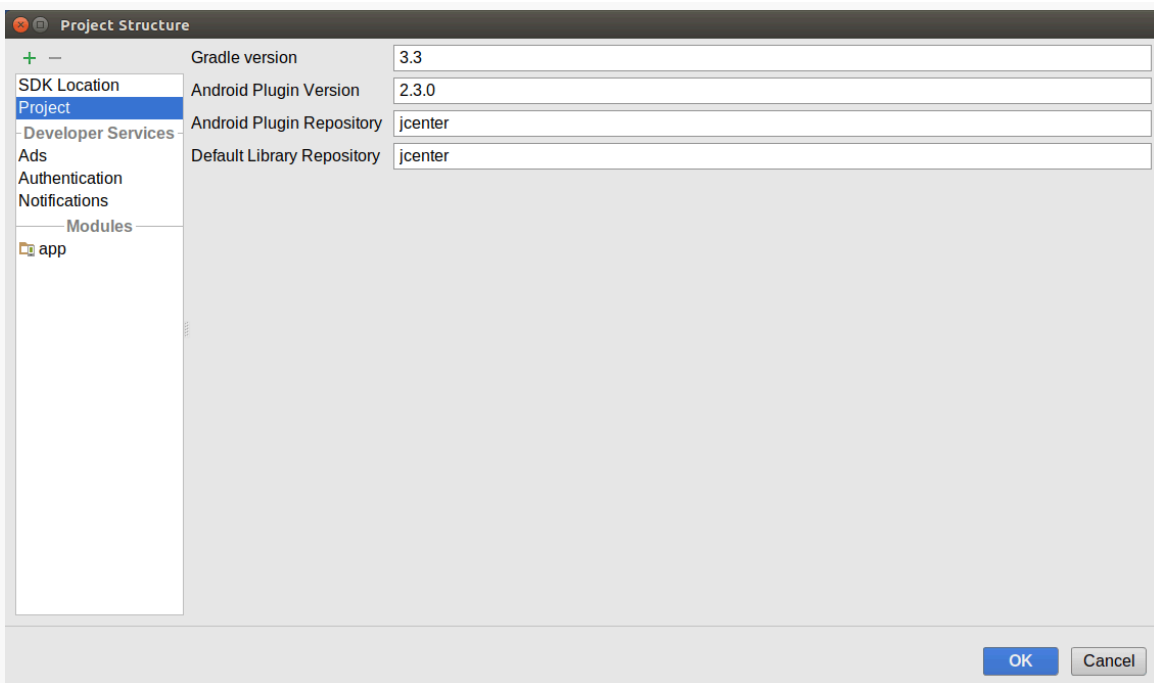 Project Structure
+ −
SDK Location
Project
Developer Services
Ads
Authentication
Notifications
Modules
app
Gradle version 3.3
Android Plugin Version 2.3.0
Android Plugin Repository jcenter
Default Library Repository jcenter
OK Cancel